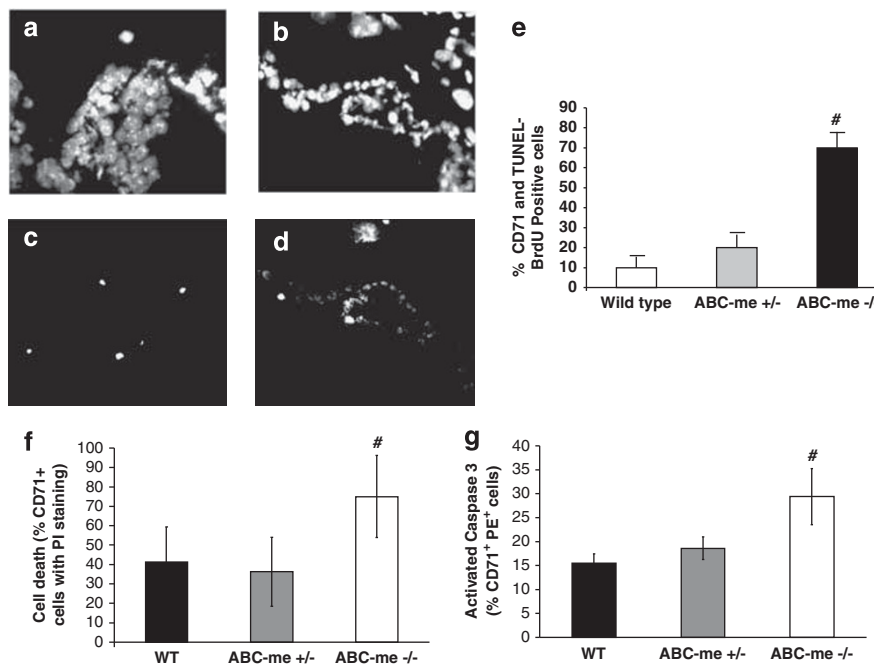 a
b
c
d
e
% CD71 and TUNEL-
BrdU Positive cells
90
80
70
60
50
40
30
20
10
0
#
Wild type ABC-me +/- ABC-me -/
f
Cell death (% CD71+
cells with PI staining)
100
90
80
70
60
50
40
30
20
10
0
#
WT ABC-me +/- ABC-me -/-
g
Activated Caspase 3
(% CD71⁺ PE⁺ cells)
40
35
30
25
20
15
10
5
0
#
WT ABC-me +/- ABC-me -/-